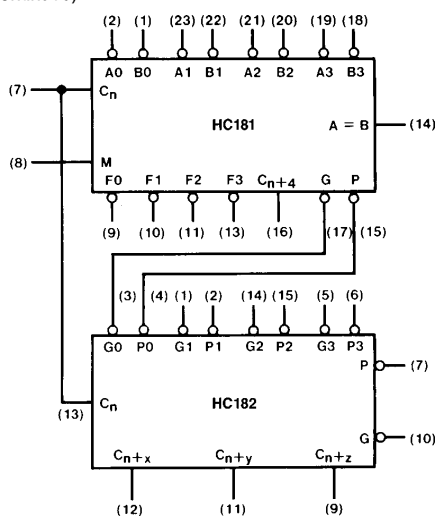 (2) (1) (23) (22) (21) (20) (19) (18)
A0 B0 A1 B1 A2 B2 A3 B3
(7) Cn
HC181 A = B (14)
(8) M
F0 F1 F2 F3 Cn+4 G P
(9) (10) (11) (13) (16) (17) (15)
(3) (4) (1) (2) (14) (15) (5) (6)
G0 P0 G1 P1 G2 P2 G3 P3
P (7)
(13) Cn HC182
G (10)
Cn+x Cn+y Cn+z
(12) (11) (9)